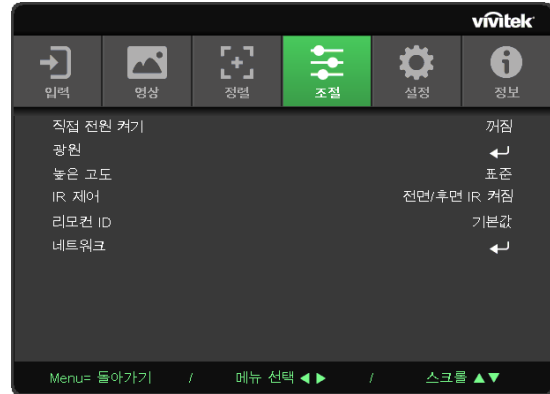 vivitek
입력 영상 정렬 조절 설정 정보
직접 전원 켜기 꺼짐
광원
높은 고도 표준
IR 제어 전면/후면 IR 켜짐
리모컨 ID 기본값
네트워크
Menu= 돌아가기 / 메뉴 선택 ◀ ▶ / 스크롤 ▲▼